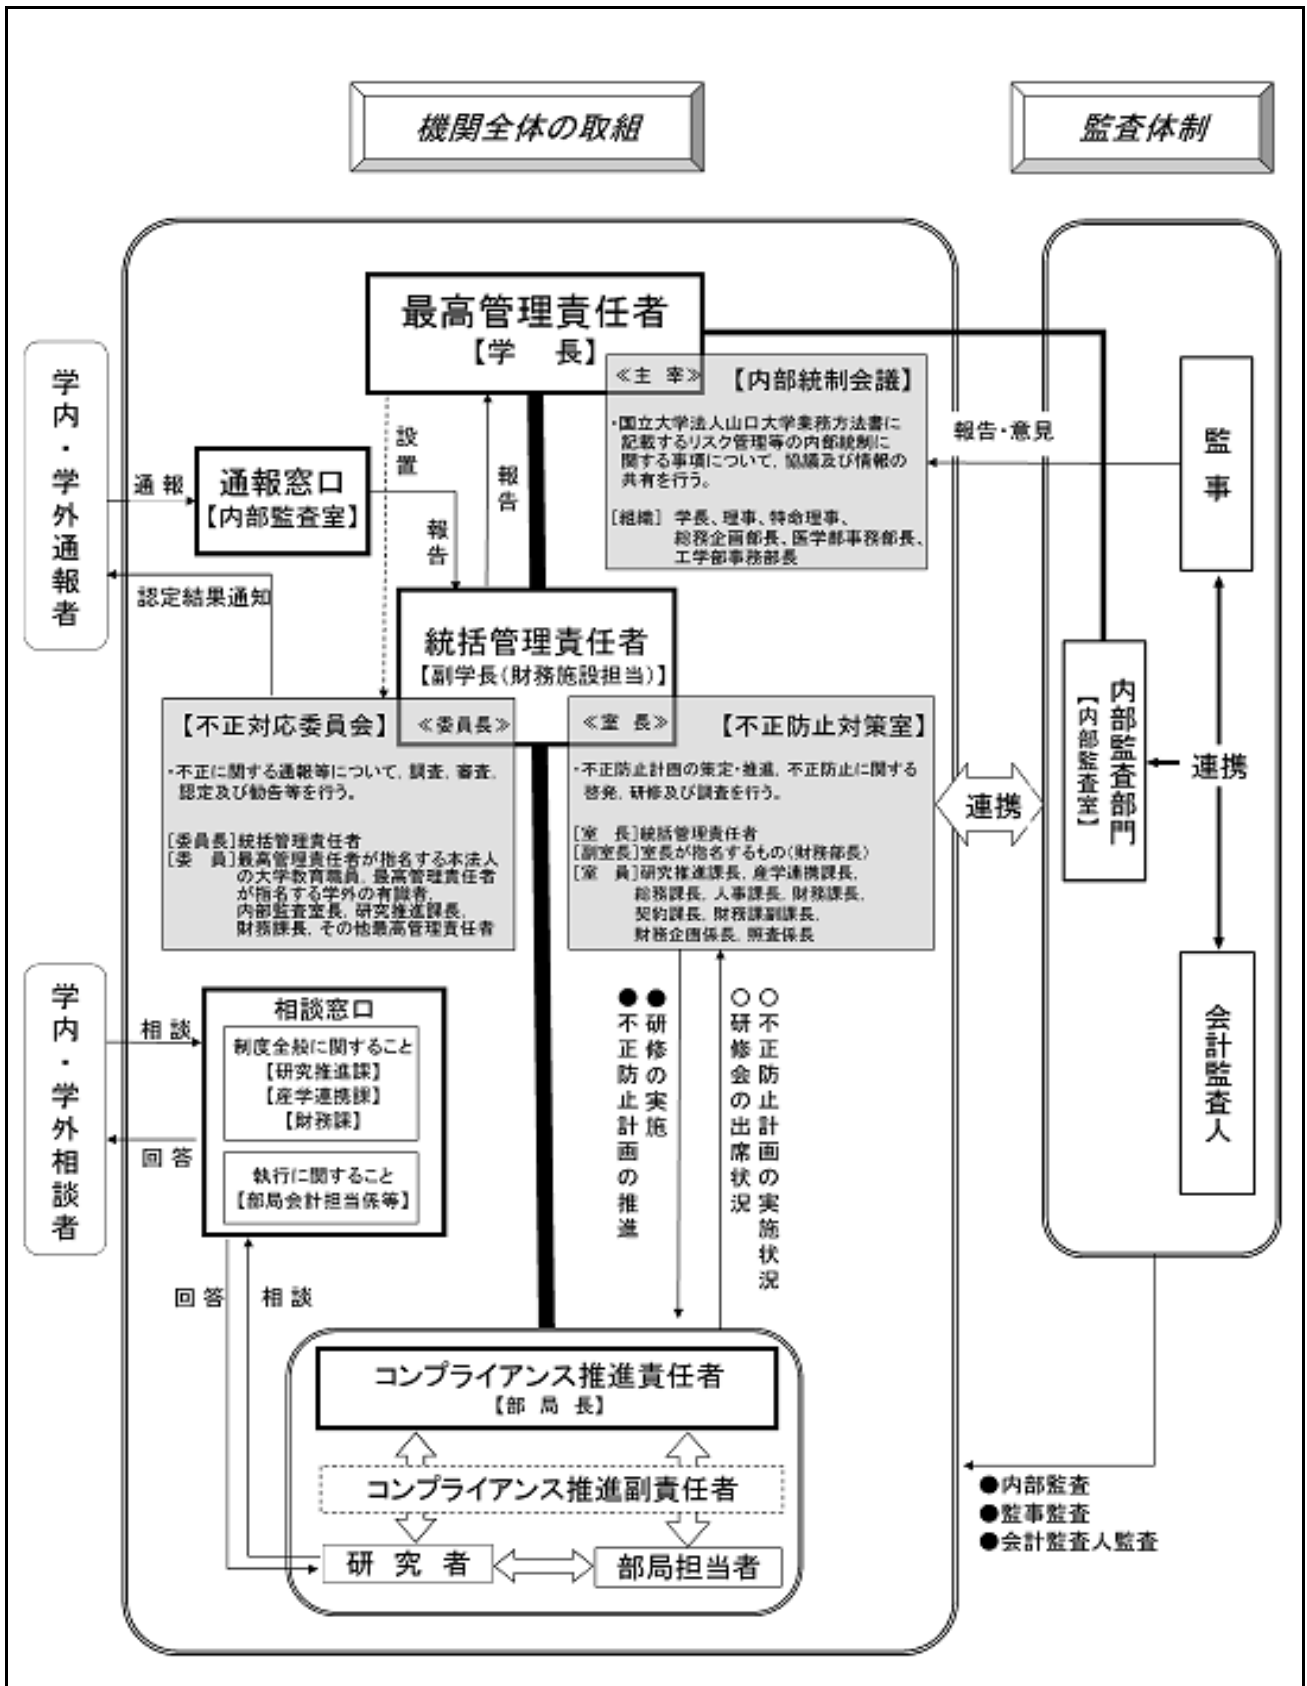 機関全体の取組
監査体制
最高管理責任者
【学　長】
≪主　宰≫
【内部統制会議】
・国立大学法人山口大学業務方法書に
記載するリスク管理等の内部統制に
関する事項について，協議及び情報の
共有を行う。
［組織］　学長、理事、特命理事、
総務企画部長、医学部事務部長、
工学部事務部長
報告・意見
監事
学内・学外通報者
通報
通報窓口
【内部監査室】
設置
報告
報告
認定結果通知
統括管理責任者
【副学長（財務施設担当）】
【不正対応委員会】
≪委員長≫
・不正に関する通報等について，調査，審査，
認定及び勧告等を行う。
［委員長］統括管理責任者
［委　員］最高管理責任者が指名する本法人
の大学教育職員，最高管理責任者
が指名する学外の有識者，
内部監査室長，研究推進課長，
財務課長，その他最高管理責任者
≪室　長≫
【不正防止対策室】
・不正防止計画の策定・推進，不正防止に関する
啓発，研修及び調査を行う。
［室　長］統括管理責任者
［副室長］室長が指名するもの（財務部長）
［室　員］研究推進課長，産学連携課長，
総務課長，人事課長，財務課長，
契約課長，財務課副課長，
財務企画係長，照査係長
連携
内部監査部門
【内部監査室】
連携
会計監査人
学内・学外相談者
相談
回答
相談窓口
制度全般に関すること
【研究推進課】
【産学連携課】
【財務課】
執行に関すること
【部局会計担当係等】
回答
相談
●研修の実施
●不正防止計画の推進
○不正防止計画の実施状況
○研修会の出席状況
コンプライアンス推進責任者
【部　局　長】
コンプライアンス推進副責任者
研　究　者
部局担当者
●内部監査
●監事監査
●会計監査人監査